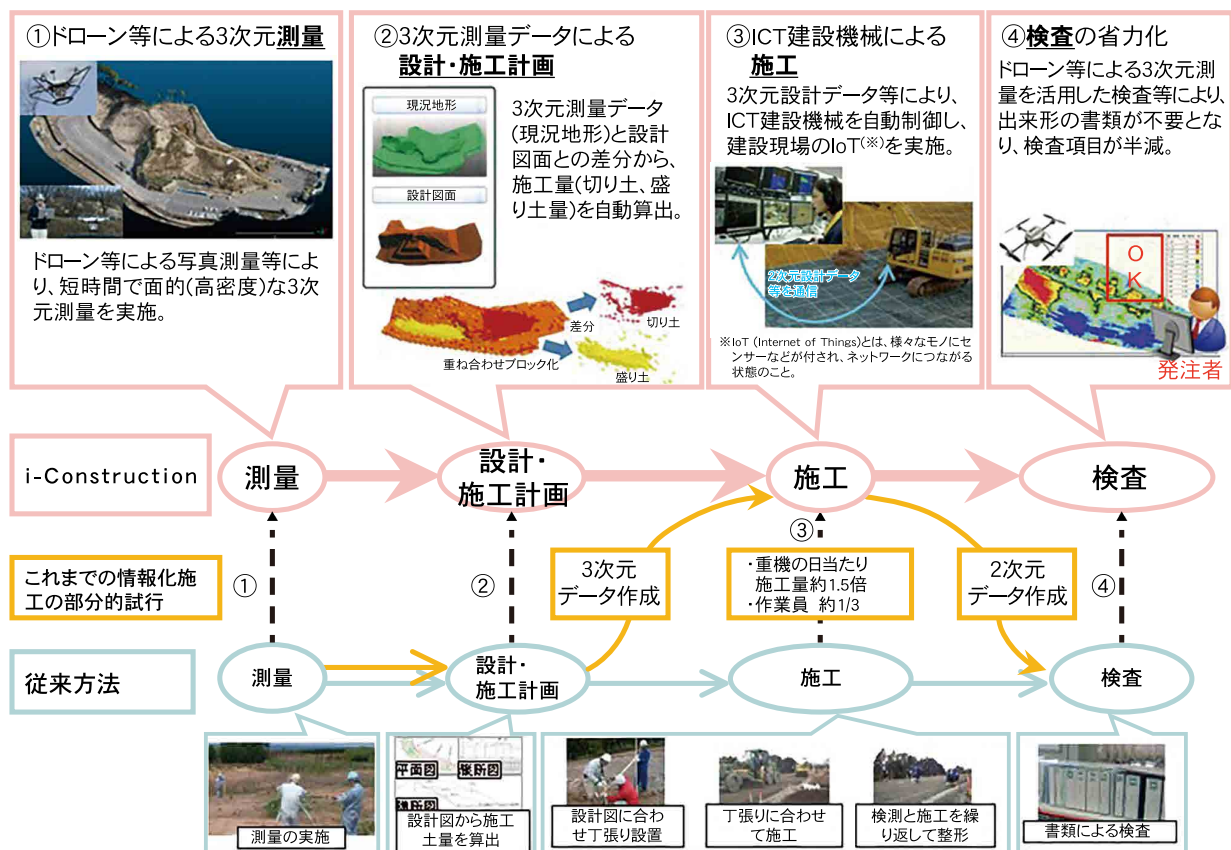 ①ドローン等による3次元測量
ドローン等による写真測量等によ
り、短時間で面的(高密度)な3次
元測量を実施。
②3次元測量データによる
設計・施工計画
現況地形
設計図面
3次元測量データ
(現況地形)と設計
図面との差分から、
施工量(切り土、盛
り土量)を自動算出。
差分
切り土
重ね合わせブロック化
盛り土
③ICT建設機械による
施工
3次元設計データ等により、
ICT建設機械を自動制御し、
建設現場のIoT(※)を実施。
2次元設計データ
等を通信
※IoT (Internet of Things)とは、様々なモノにセ
ンサーなどが付され、ネットワークにつながる
状態のこと。
④検査の省力化
ドローン等による3次元測
量を活用した検査等により、
出来形の書類が不要とな
り、検査項目が半減。
O
K
発注者
i-Construction
測量
設計・
施工計画
施工
検査
これまでの情報化施
工の部分的試行
①
②
3次元
データ作成
③
・重機の日当たり
施工量約1.5倍
・作業員 約1/3
2次元
データ作成
④
従来方法
測量
設計・
施工計画
施工
検査
測量の実施
平面図
縦断図
横断図
設計図から施工
土量を算出
設計図に合わ
せ丁張り設置
丁張りに合わせ
て施工
検測と施工を繰
り返して整形
書類による検査